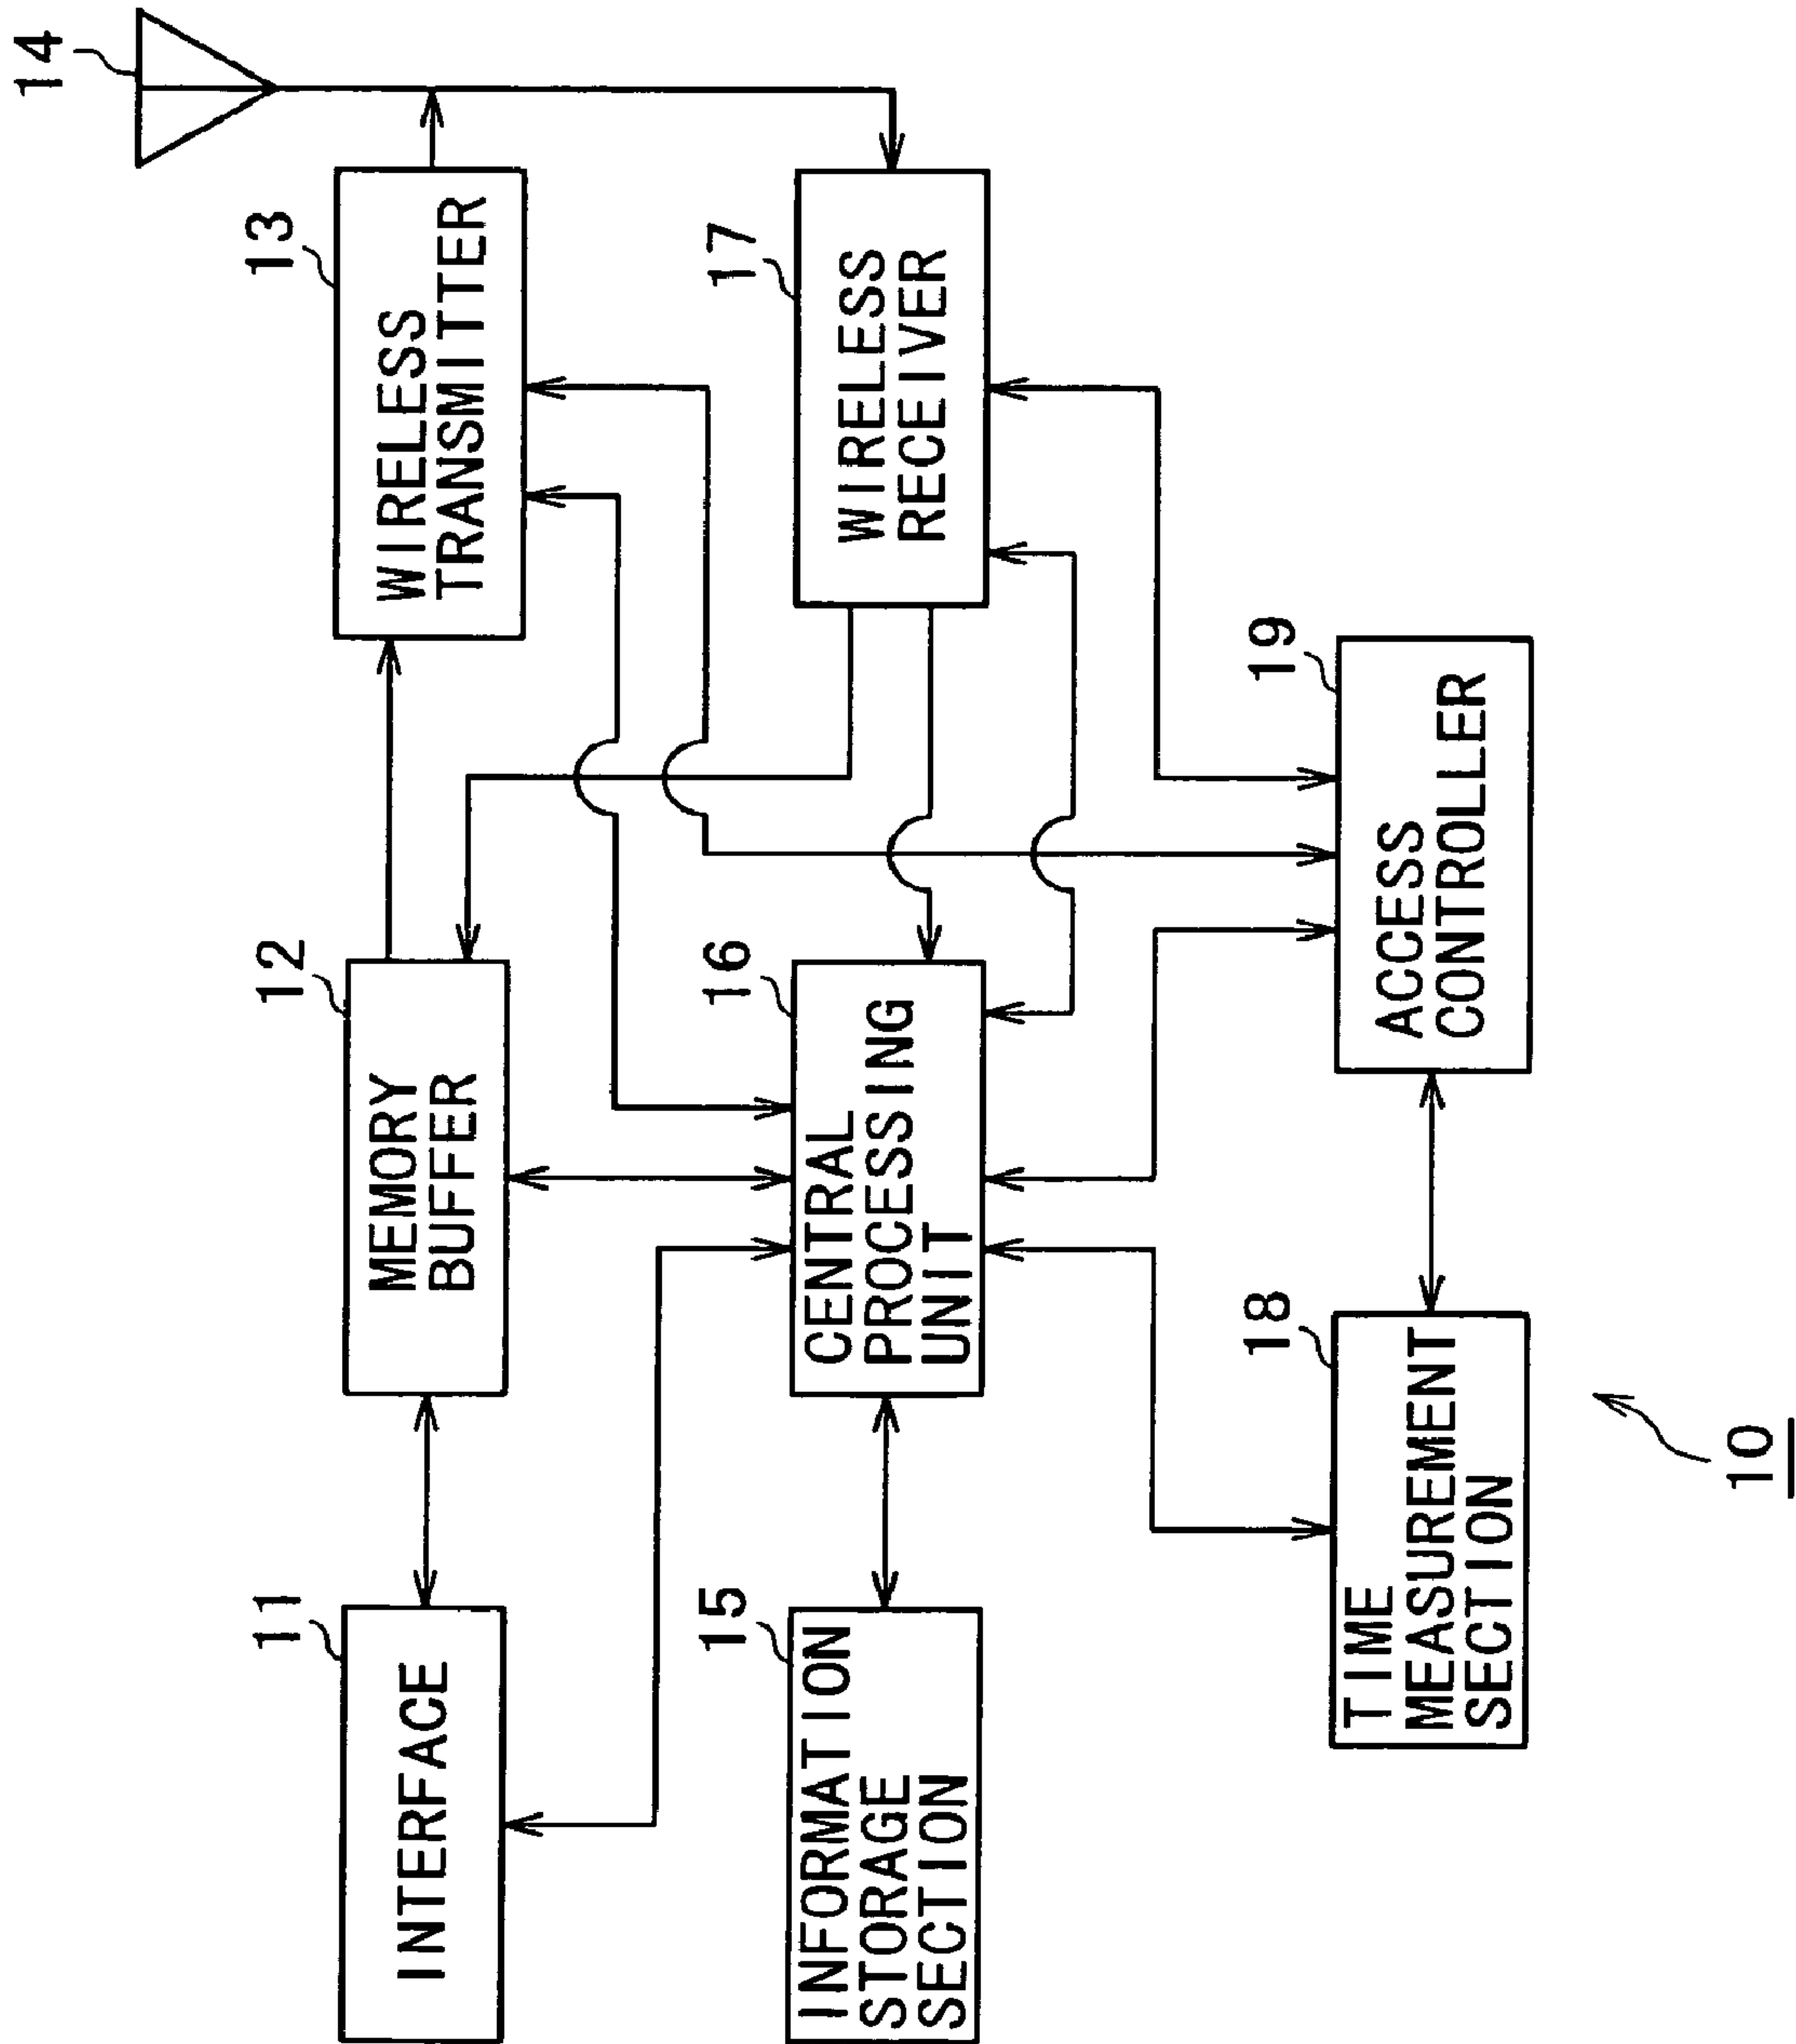 11
INTERFACE
12
MEMORY
BUFFER
13
WIRELESS
TRANSMITTER
14
15
INFORMATION
STORAGE
SECTION
16
CENTRAL
PROCESSING
UNIT
17
WIRELESS
RECEIVER
18
TIME
MEASUREMENT
SECTION
19
ACCESS
CONTROLLER
10